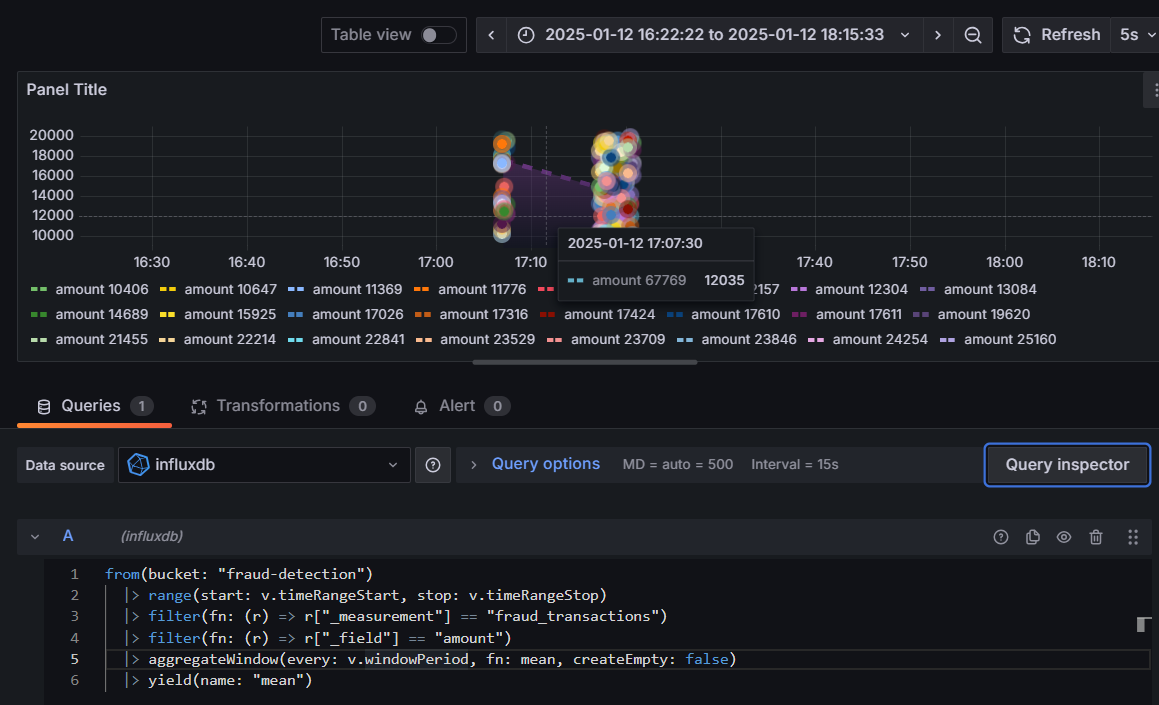 Table view 2025-01-12 16:22:22 to 2025-01-12 18:15:33 Refresh 5s
Panel Title
20000
18000
16000
14000
12000
10000
16:30 16:40 16:50 17:00 17:10 17:40 17:50 18:00 18:10
2025-01-12 17:07:30
amount 67769 12035
amount 10406 amount 10647 amount 11369 amount 11776 157 amount 12304 amount 13084
amount 14689 amount 15925 amount 17026 amount 17316 amount 17424 amount 17610 amount 17611 amount 19620
amount 21455 amount 22214 amount 22841 amount 23529 amount 23709 amount 23846 amount 24254 amount 25160
Queries 1 Transformations 0 Alert 0
Data source influxdb Query options MD = auto = 500 Interval = 15s Query inspector
A (influxdb)
1 from(bucket: "fraud-detection")
2 |> range(start: v.timeRangeStart, stop: v.timeRangeStop)
3 |> filter(fn: (r) => r["_measurement"] == "fraud_transactions")
4 |> filter(fn: (r) => r["_field"] == "amount")
5 |> aggregateWindow(every: v.windowPeriod, fn: mean, createEmpty: false)
6 |> yield(name: "mean")